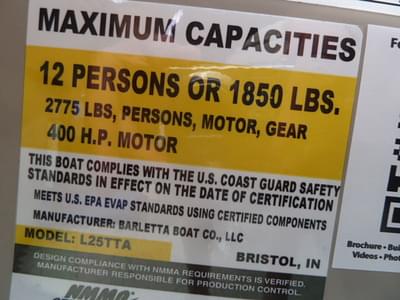 MAXIMUM CAPACITIES
12 PERSONS OR 1850 LBS.
2775 LBS, PERSONS, MOTOR, GEAR
400 H.P. MOTOR
THIS BOAT COMPLIES WITH THE U.S. COAST GUARD SAFETY
STANDARDS IN EFFECT ON THE DATE OF CERTIFICATION
MEETS U.S. EPA EVAP STANDARDS USING CERTIFIED COMPONENTS
MANUFACTURER: BARLETTA BOAT CO., LLC
MODEL: L25TTA
BRISTOL, IN
DESIGN COMPLIANCE WITH NMMA REQUIREMENTS IS VERIFIED.
MANUFACTURER RESPONSIBLE FOR PRODUCTION CONTROL.
NMMA
Brochure
Videos